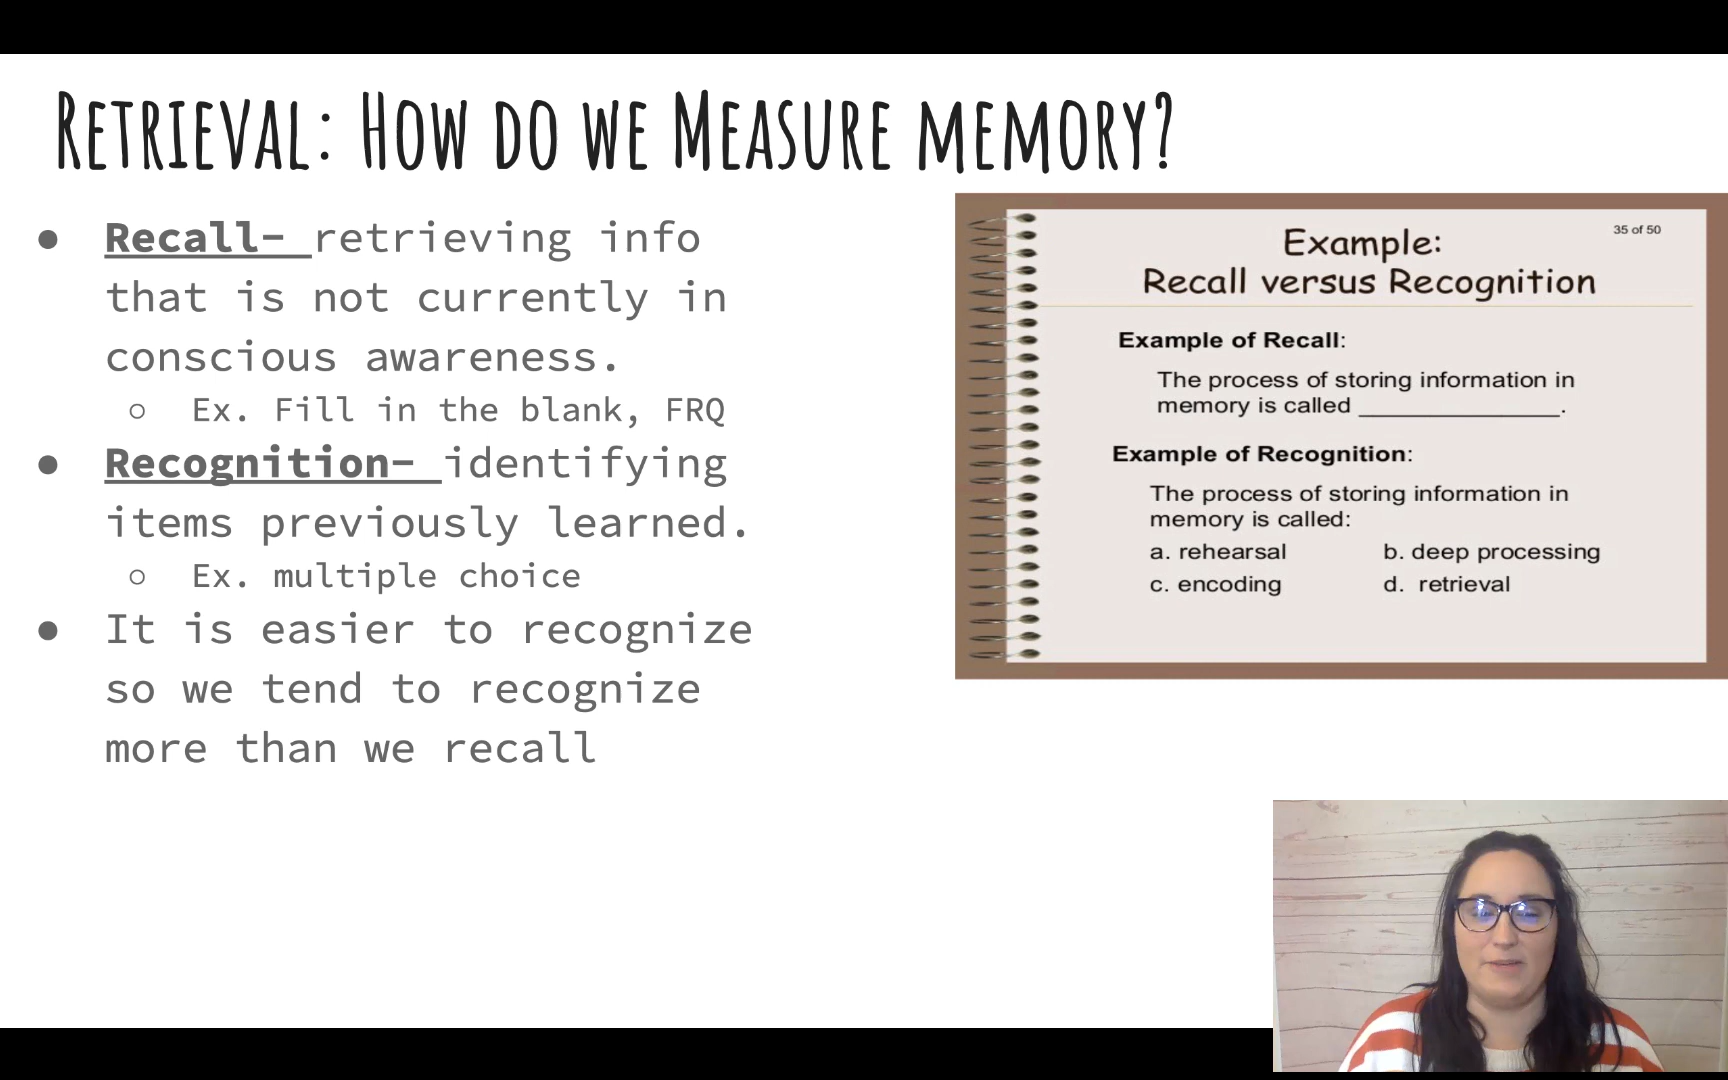 Retrieval: How do we Measure memory?
● Recall- retrieving info
that is not currently in
conscious awareness.
○ Ex. Fill in the blank, FRQ
● Recognition- identifying
items previously learned.
○ Ex. multiple choice
● It is easier to recognize
so we tend to recognize
more than we recall
35 of 50
Example:
Recall versus Recognition
Example of Recall:
The process of storing information in
memory is called ________________.
Example of Recognition:
The process of storing information in
memory is called:
a. rehearsal b. deep processing
c. encoding d. retrieval